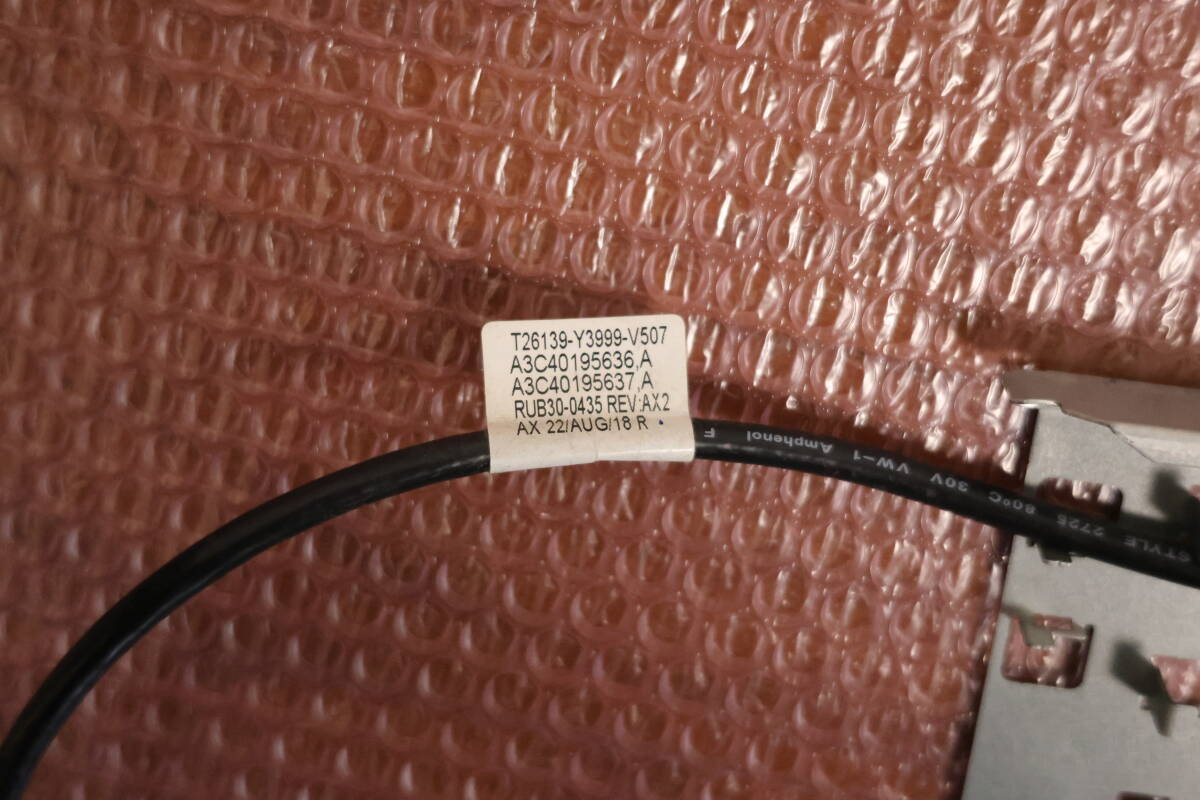 T26139-Y3999-V507
A3C40195636,A
A3C40195637,A
RUB30-0435 REV:AX2
AX 22/AUG/18 R
STYLE 2725 80ºC 30V VW-1 Amphenol F